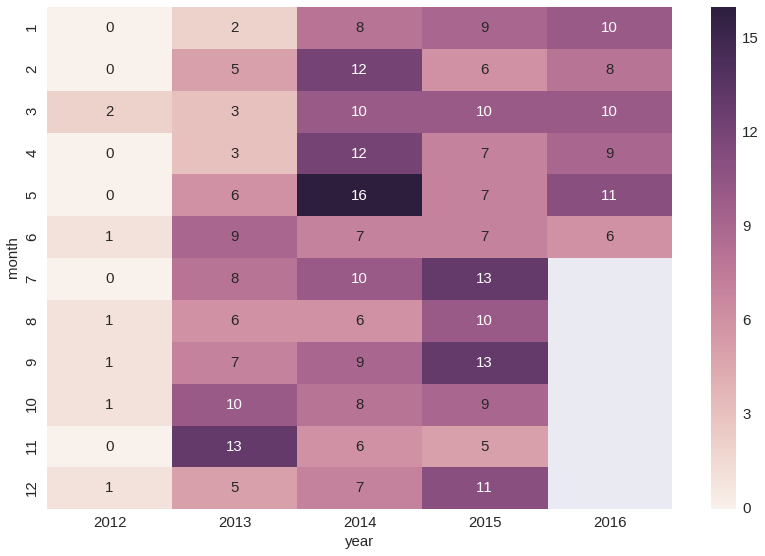 1 0 2 8 9 10
2 0 5 12 6 8
3 2 3 10 10 10
4 0 3 12 7 9
5 0 6 16 7 11
6 1 9 7 7 6
month
7 0 8 10 13
8 1 6 6 10
9 1 7 9 13
10 1 10 8 9
11 0 13 6 5
12 1 5 7 11
2012 2013 2014 2015 2016
year
15
12
9
6
3
0